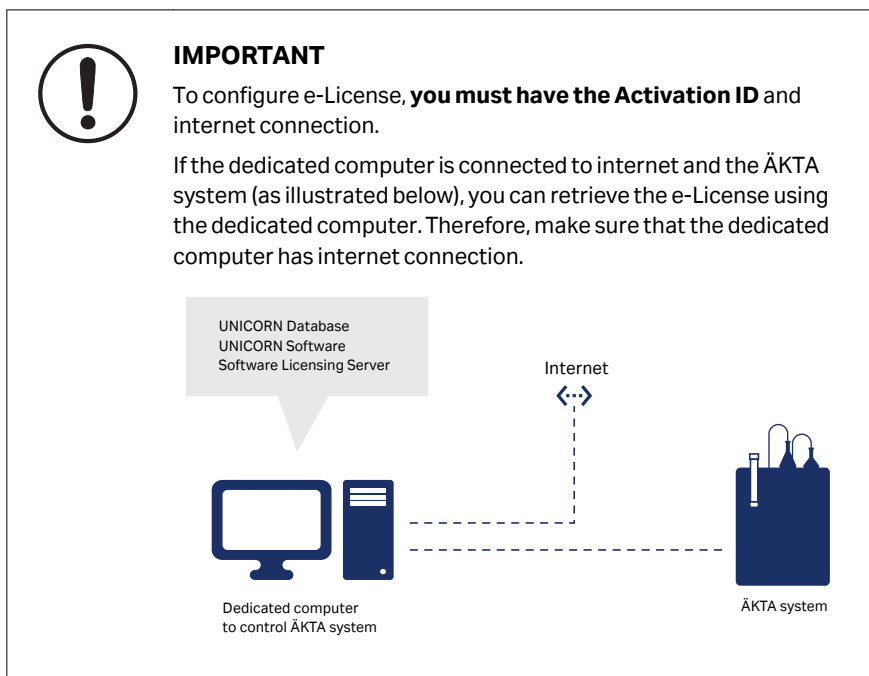 IMPORTANT
To configure e-License, you must have the Activation ID and
internet connection.
If the dedicated computer is connected to internet and the ÄKTA
system (as illustrated below), you can retrieve the e-License using
the dedicated computer. Therefore, make sure that the dedicated
computer has internet connection.
UNICORN Database
UNICORN Software
Software Licensing Server
Internet
Dedicated computer
to control ÄKTA system
ÄKTA system